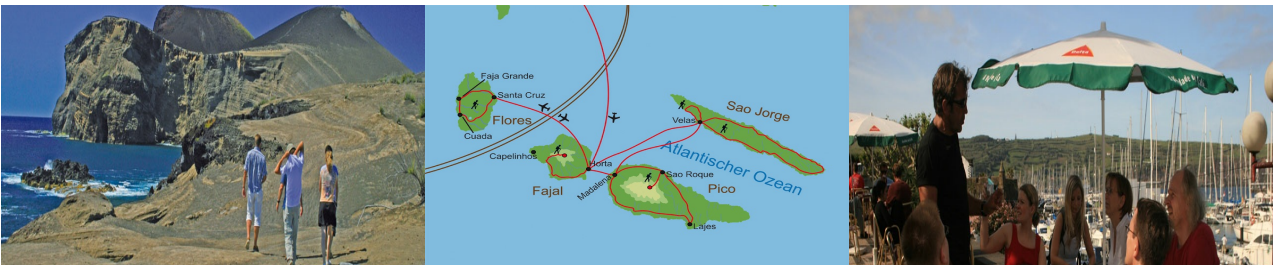 Faja Grande
Santa Cruz
Flores
Cuada
Capelinhos
Horta
Fajal
Madalena
Sao Roque
Pico
Lajes
Velas
Sao Jorge
Atlantischer Ozean